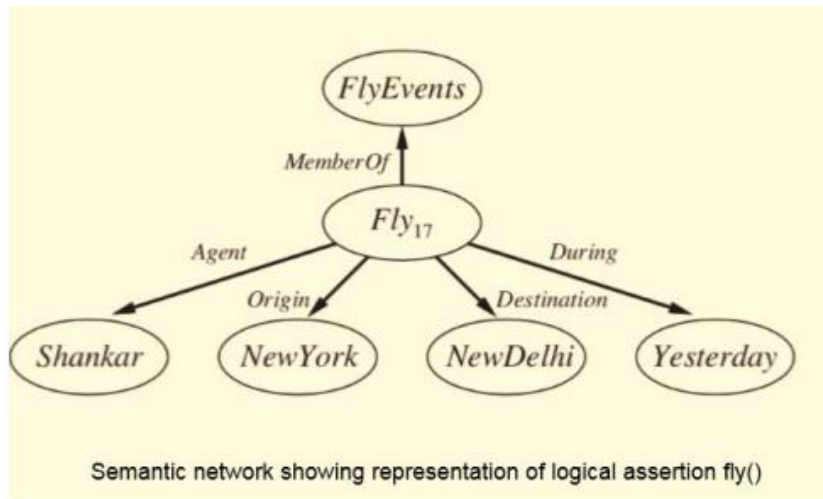 FlyEvents
MemberOf
Fly17
Agent
During
Origin
Destination
Shankar
NewYork
NewDelhi
Yesterday
Semantic network showing representation of logical assertion fly()